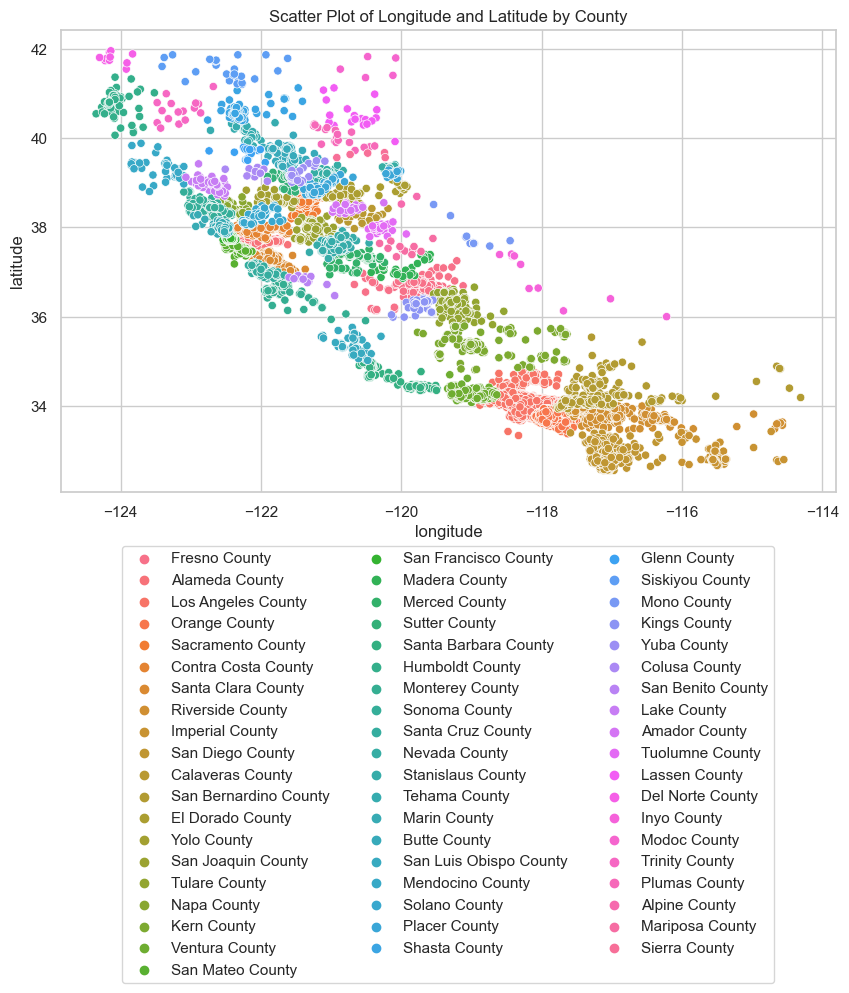 Scatter Plot of Longitude and Latitude by County
42
40
38
36
34
latitude
−124
−122
−120
−118
−116
−114
longitude
Fresno County
Alameda County
Los Angeles County
Orange County
Sacramento County
Contra Costa County
Santa Clara County
Riverside County
Imperial County
San Diego County
Calaveras County
San Bernardino County
El Dorado County
Yolo County
San Joaquin County
Tulare County
Napa County
Kern County
Ventura County
San Mateo County
San Francisco County
Madera County
Merced County
Sutter County
Santa Barbara County
Humboldt County
Monterey County
Sonoma County
Santa Cruz County
Nevada County
Stanislaus County
Tehama County
Marin County
Butte County
San Luis Obispo County
Mendocino County
Solano County
Placer County
Shasta County
Glenn County
Siskiyou County
Mono County
Kings County
Yuba County
Colusa County
San Benito County
Lake County
Amador County
Tuolumne County
Lassen County
Del Norte County
Inyo County
Modoc County
Trinity County
Plumas County
Alpine County
Mariposa County
Sierra County